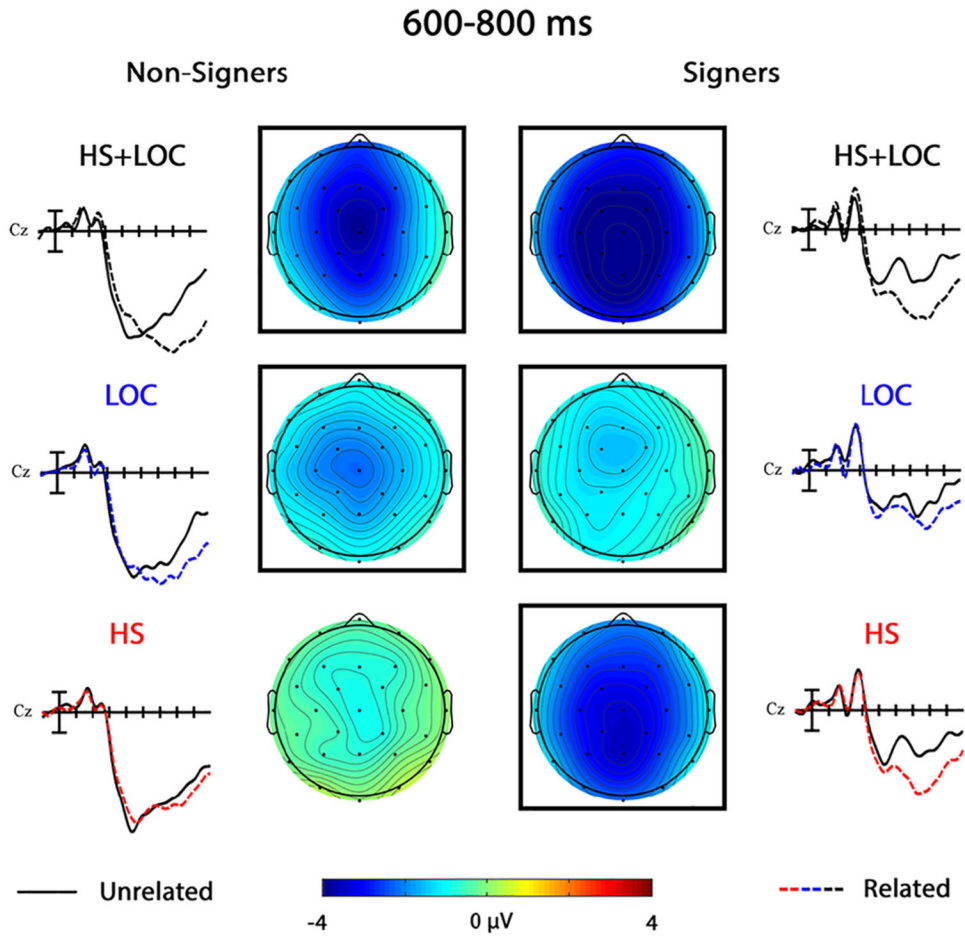 600-800 ms
Non-Signers
Signers
HS+LOC
HS+LOC
Cz
Cz
LOC
LOC
Cz
Cz
HS
HS
Cz
Cz
Unrelated
-4
0 µV
4
Related